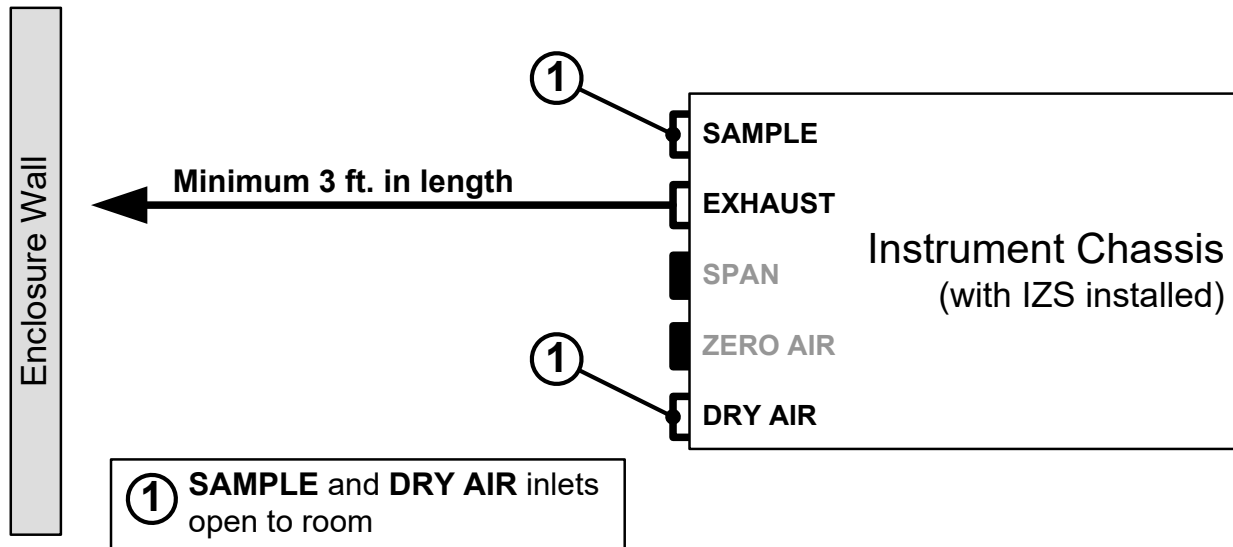 Enclosure Wall
1
Minimum 3 ft. in length
SAMPLE
EXHAUST
SPAN
ZERO AIR
DRY AIR
Instrument Chassis
(with IZS installed)
1
1 SAMPLE and DRY AIR inlets
open to room